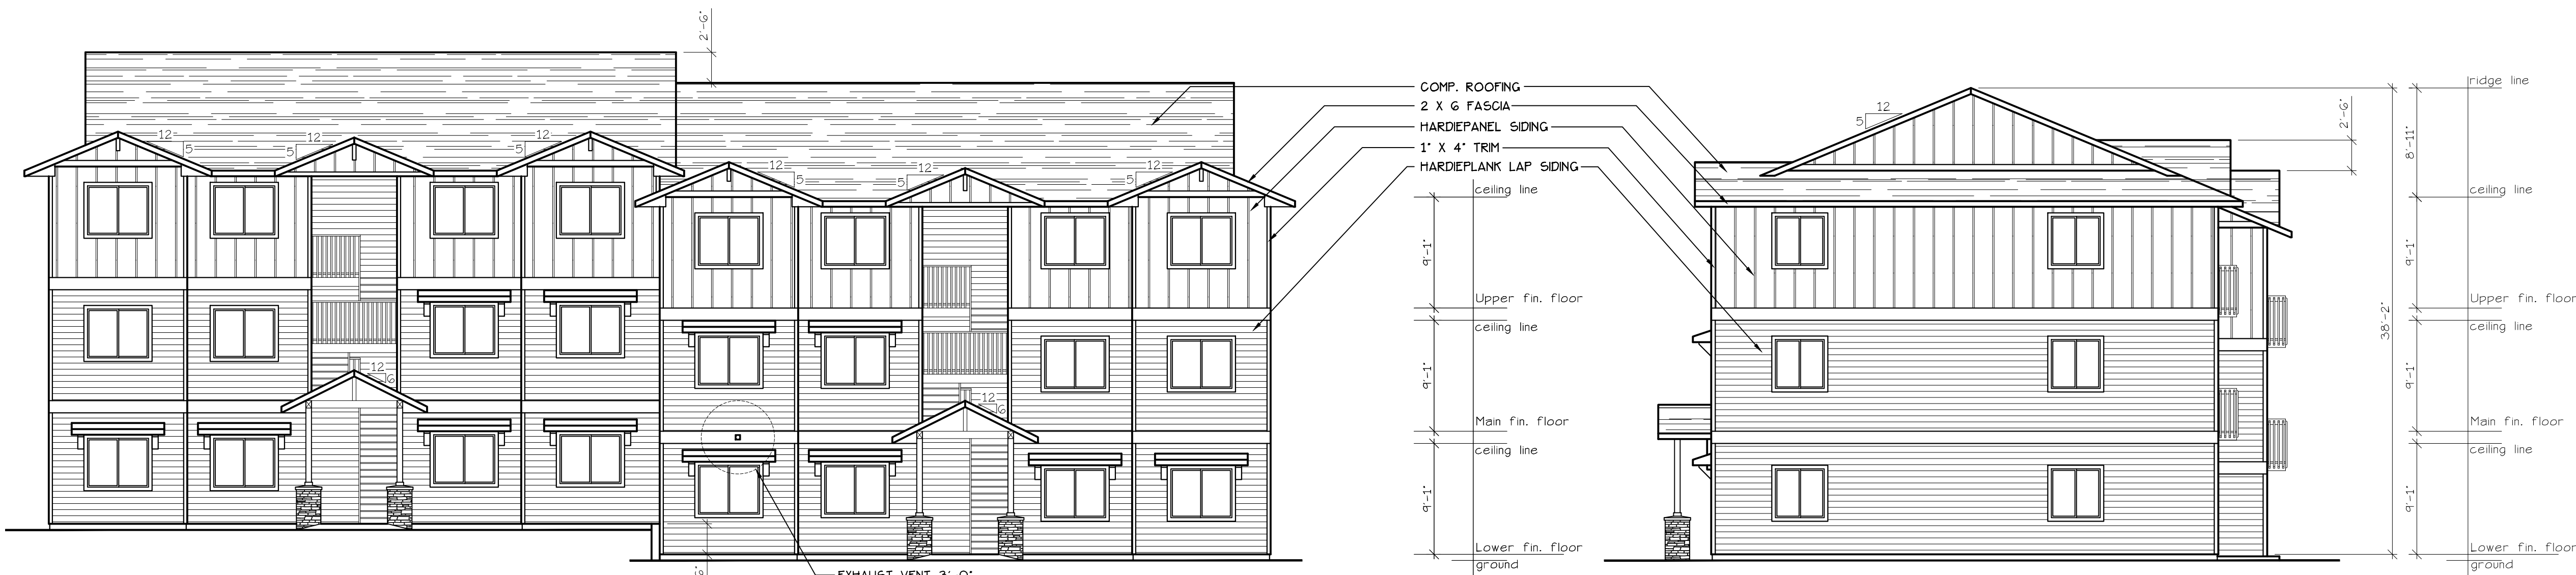 2'-6"
COMP. ROOFING
2 X 6 FASCIA
HARDIEPANEL SIDING
1" X 4" TRIM
HARDIEPLANK LAP SIDING
12
5
12
5
12
5
12
5
12
5
12
5
12
6
12
6
EXHAUST VENT 3'-0"
ceiling line
9'-1"
Upper fin. floor
ceiling line
9'-1"
Main fin. floor
ceiling line
9'-1"
Lower fin. floor
ground
12
5
2'-6"
38'-2"
ridge line
8'-11"
ceiling line
9'-1"
Upper fin. floor
ceiling line
9'-1"
Main fin. floor
ceiling line
9'-1"
Lower fin. floor
ground